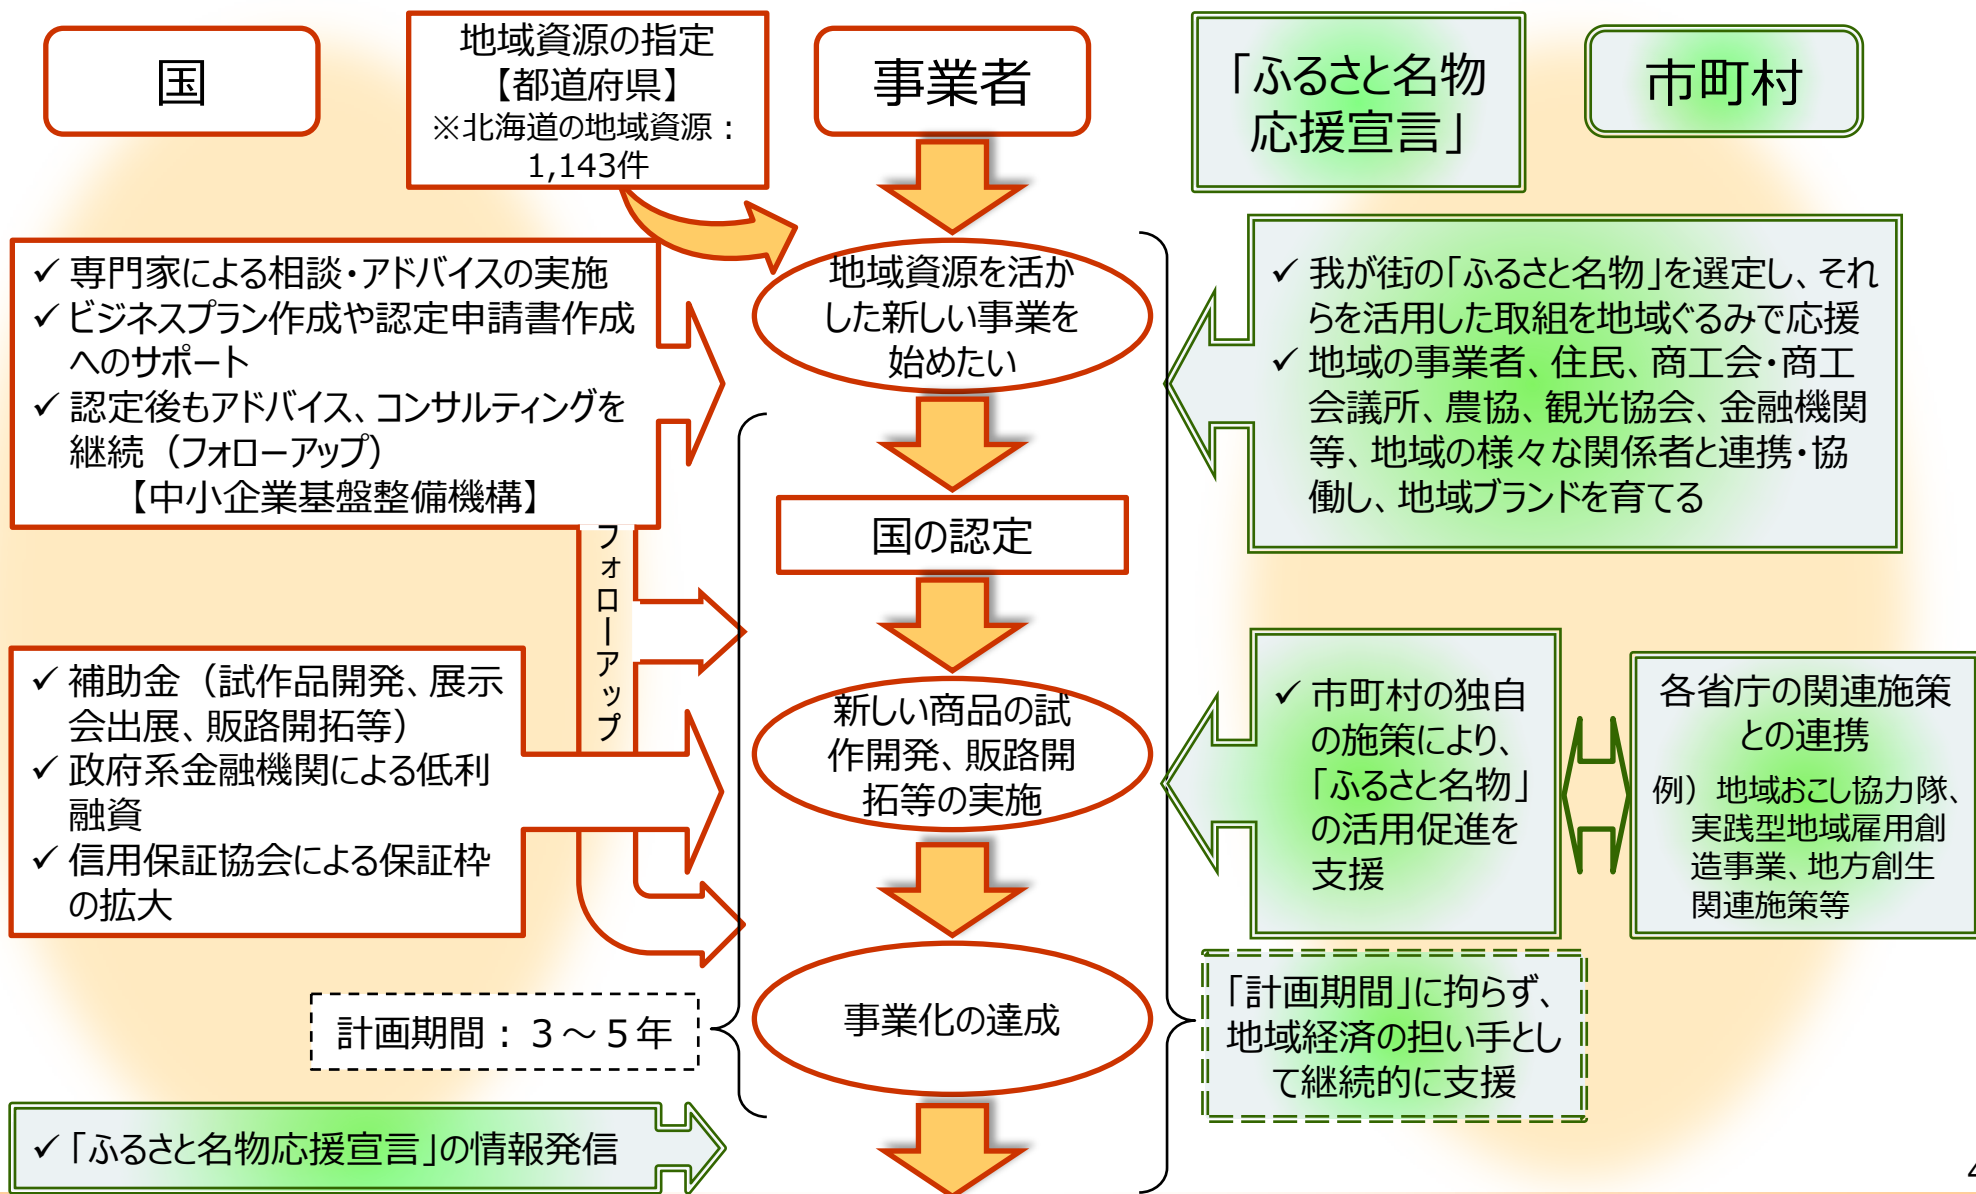 国
地域資源の指定
【都道府県】
※北海道の地域資源：
1,143件
事業者
「ふるさと名物
応援宣言」
市町村
✓ 専門家による相談・アドバイスの実施
✓ ビジネスプラン作成や認定申請書作成
へのサポート
✓ 認定後もアドバイス、コンサルティングを
継続（フォローアップ）
【中小企業基盤整備機構】
地域資源を活か
した新しい事業を
始めたい
✓ 我が街の「ふるさと名物」を選定し、それ
らを活用した取組を地域ぐるみで応援
✓ 地域の事業者、住民、商工会・商工
会議所、農協、観光協会、金融機関
等、地域の様々な関係者と連携・協
働し、地域ブランドを育てる
国の認定
フォローアップ
✓ 補助金（試作品開発、展示
会出展、販路開拓等）
✓ 政府系金融機関による低利
融資
✓ 信用保証協会による保証枠
の拡大
新しい商品の試
作開発、販路開
拓等の実施
✓ 市町村の独自
の施策により、
「ふるさと名物」
の活用促進を
支援
各省庁の関連施策
との連携
例）地域おこし協力隊、
実践型地域雇用創
造事業、地方創生
関連施策等
計画期間：３～５年
事業化の達成
「計画期間」に拘らず、
地域経済の担い手とし
て継続的に支援
✓ 「ふるさと名物応援宣言」の情報発信
4